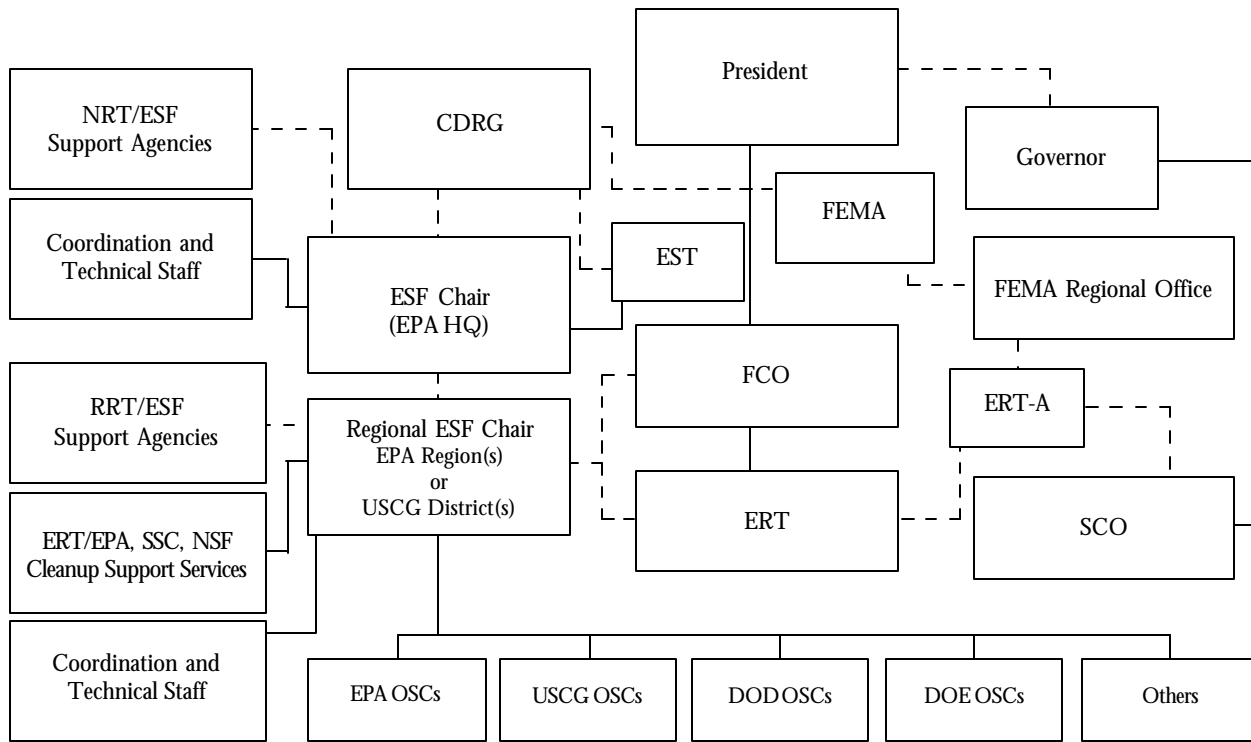 President
NRT/ESF
Support Agencies
CDRG
Governor
FEMA
Coordination and
Technical Staff
EST
ESF Chair
(EPA HQ)
FEMA Regional Office
FCO
RRT/ESF
Support Agencies
ERT-A
Regional ESF Chair
EPA Region(s)
or
USCG District(s)
ERT
SCO
ERT/EPA, SSC, NSF
Cleanup Support Services
Coordination and
Technical Staff
EPA OSCs
USCG OSCs
DOD OSCs
DOE OSCs
Others